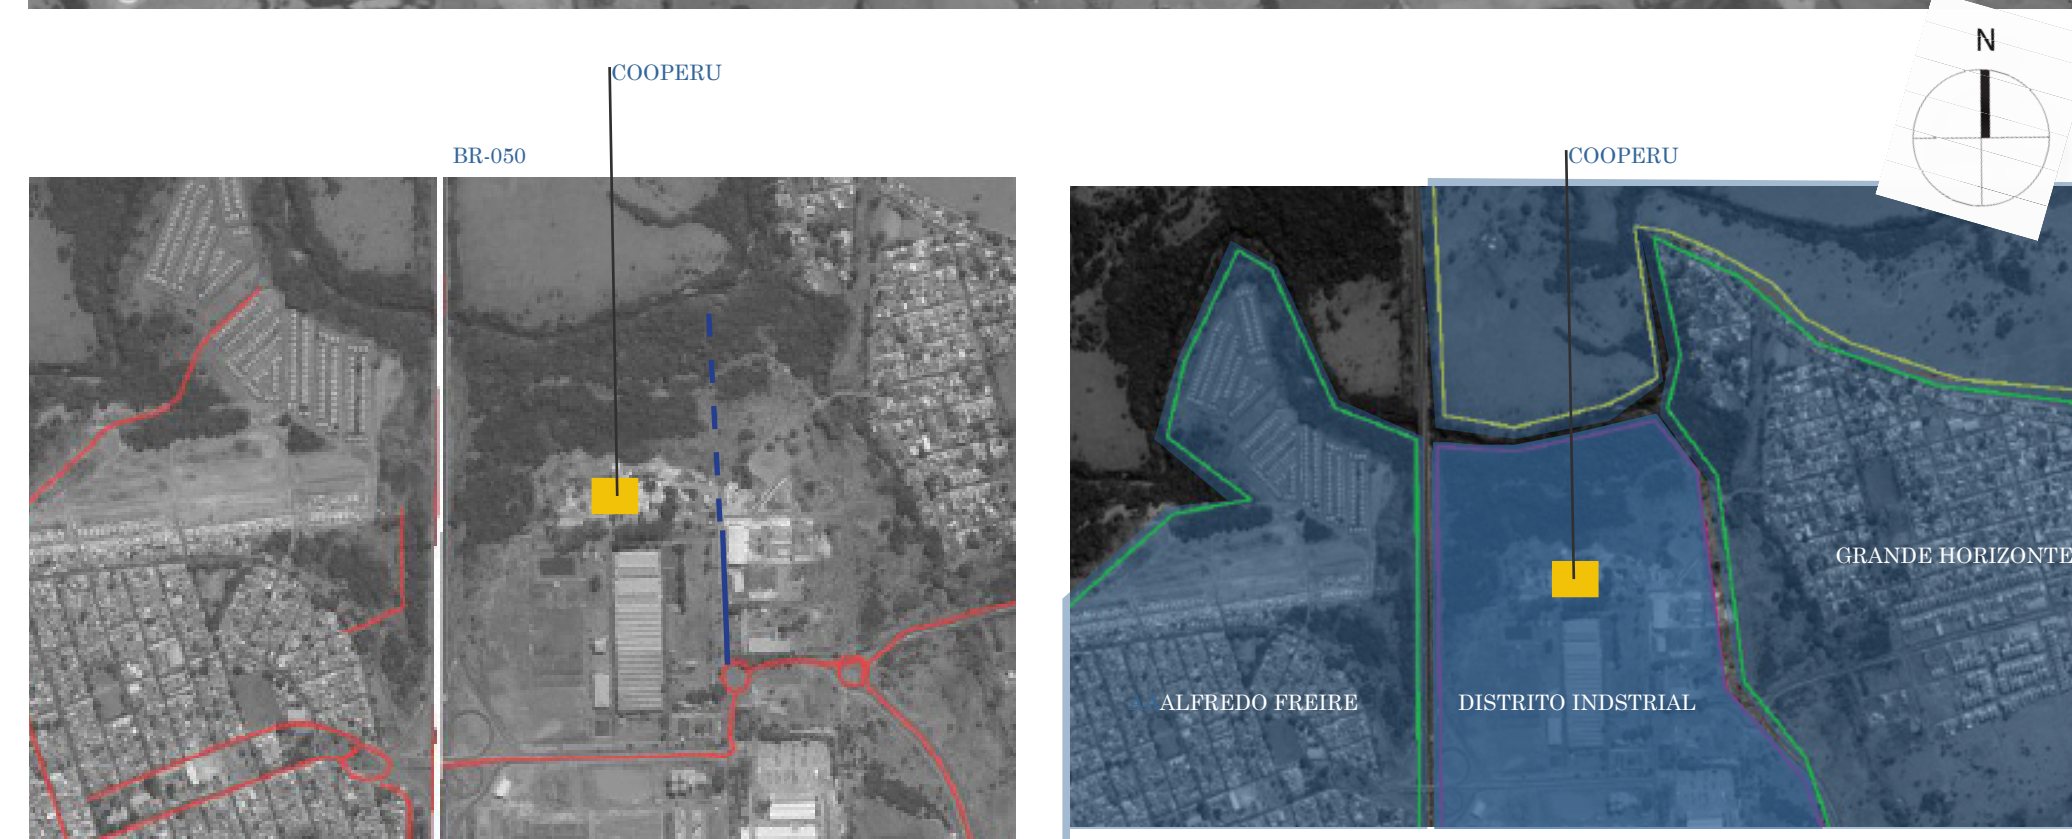 COOPERU
BR-050
N
COOPERU
GRANDE HORIZONTE
ALFREDO FREIRE
DISTRITO INDSTRIAL